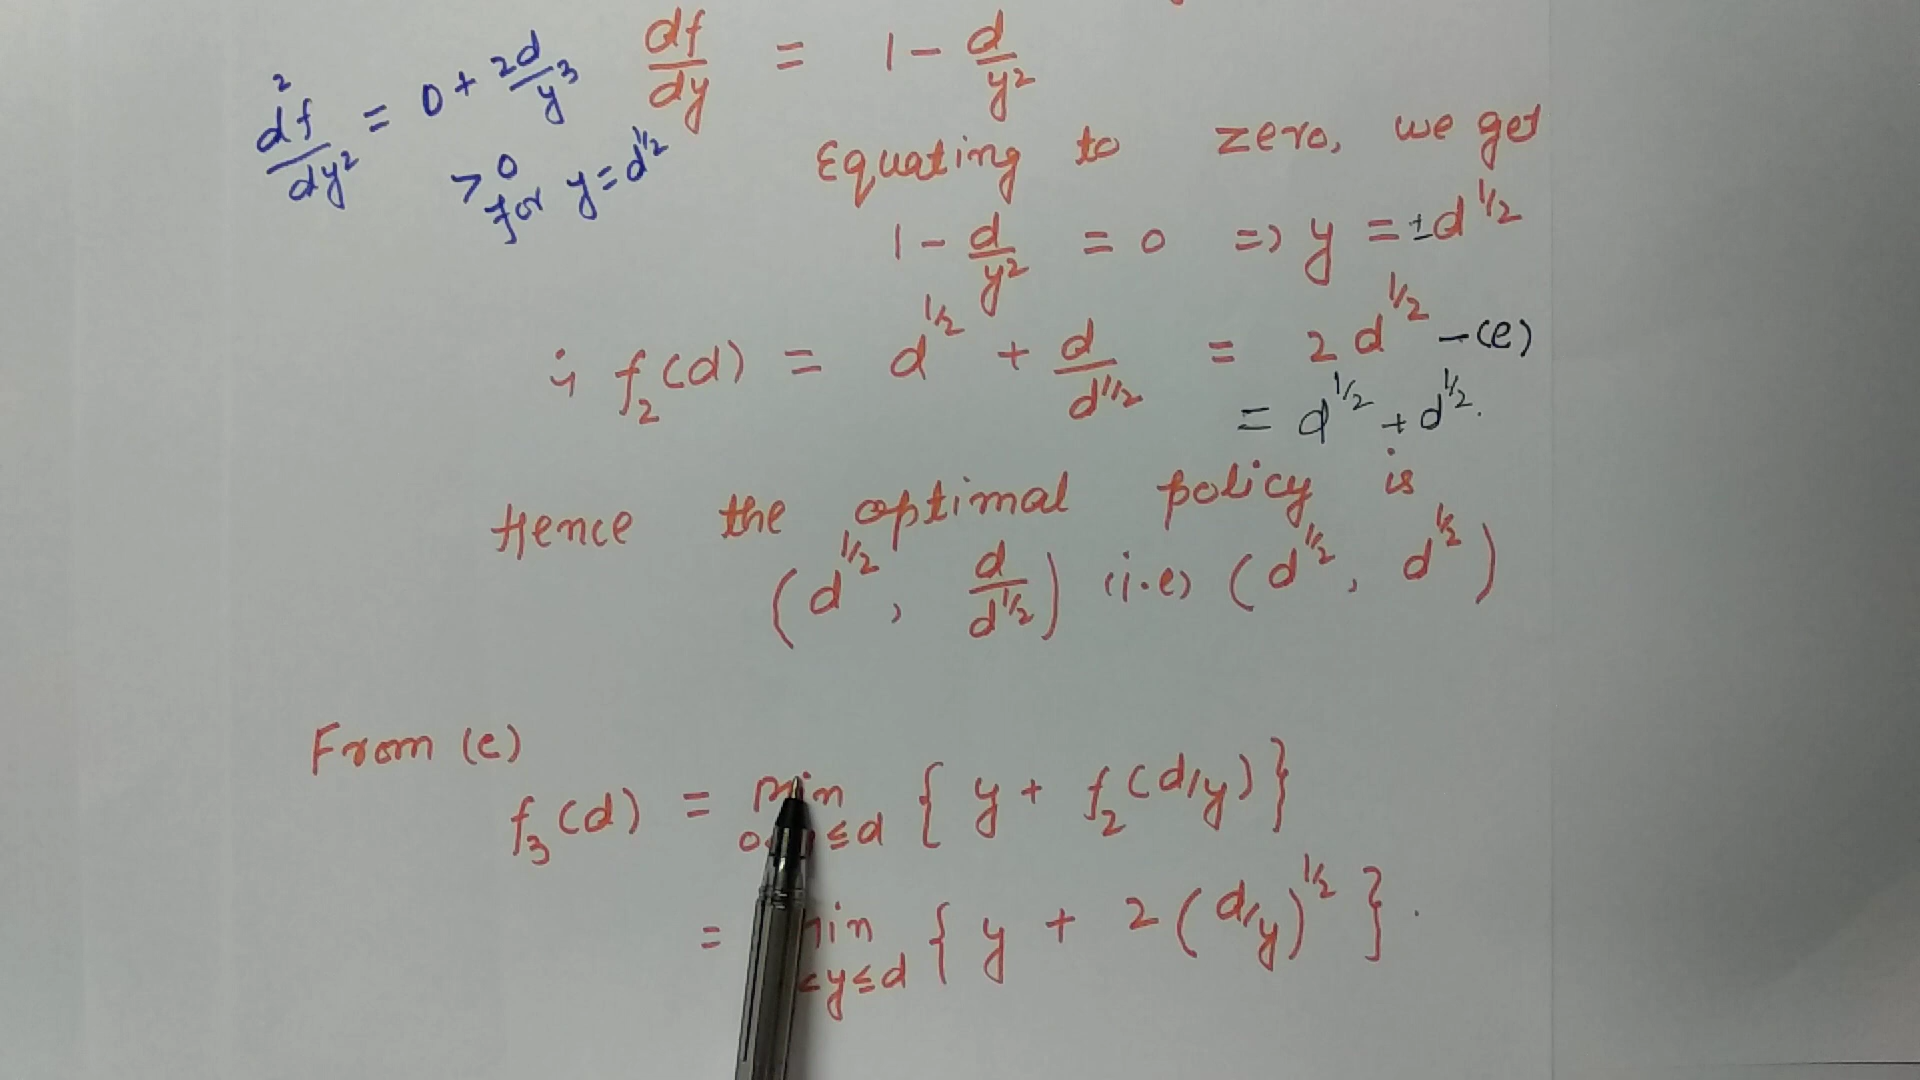 df/dy = 1 - d/y²
d²f/dy² = 0 + 2d/y³
> 0
for y = d^1/2
Equating to zero, we get
1 - d/y² = 0 => y = ±d^1/2
f₂(d) = d^1/2 + d/d^1/2 = 2d^1/2 - (e)
= d^1/2 + d^1/2.
Hence the optimal policy is
(d^1/2, d/d^1/2) (i.e) (d^1/2, d^1/2)
From (e)
f₃(d) = min { y + f₂(d/y) }
≤d
= min { y + 2(d/y)^1/2 }.
<y≤d